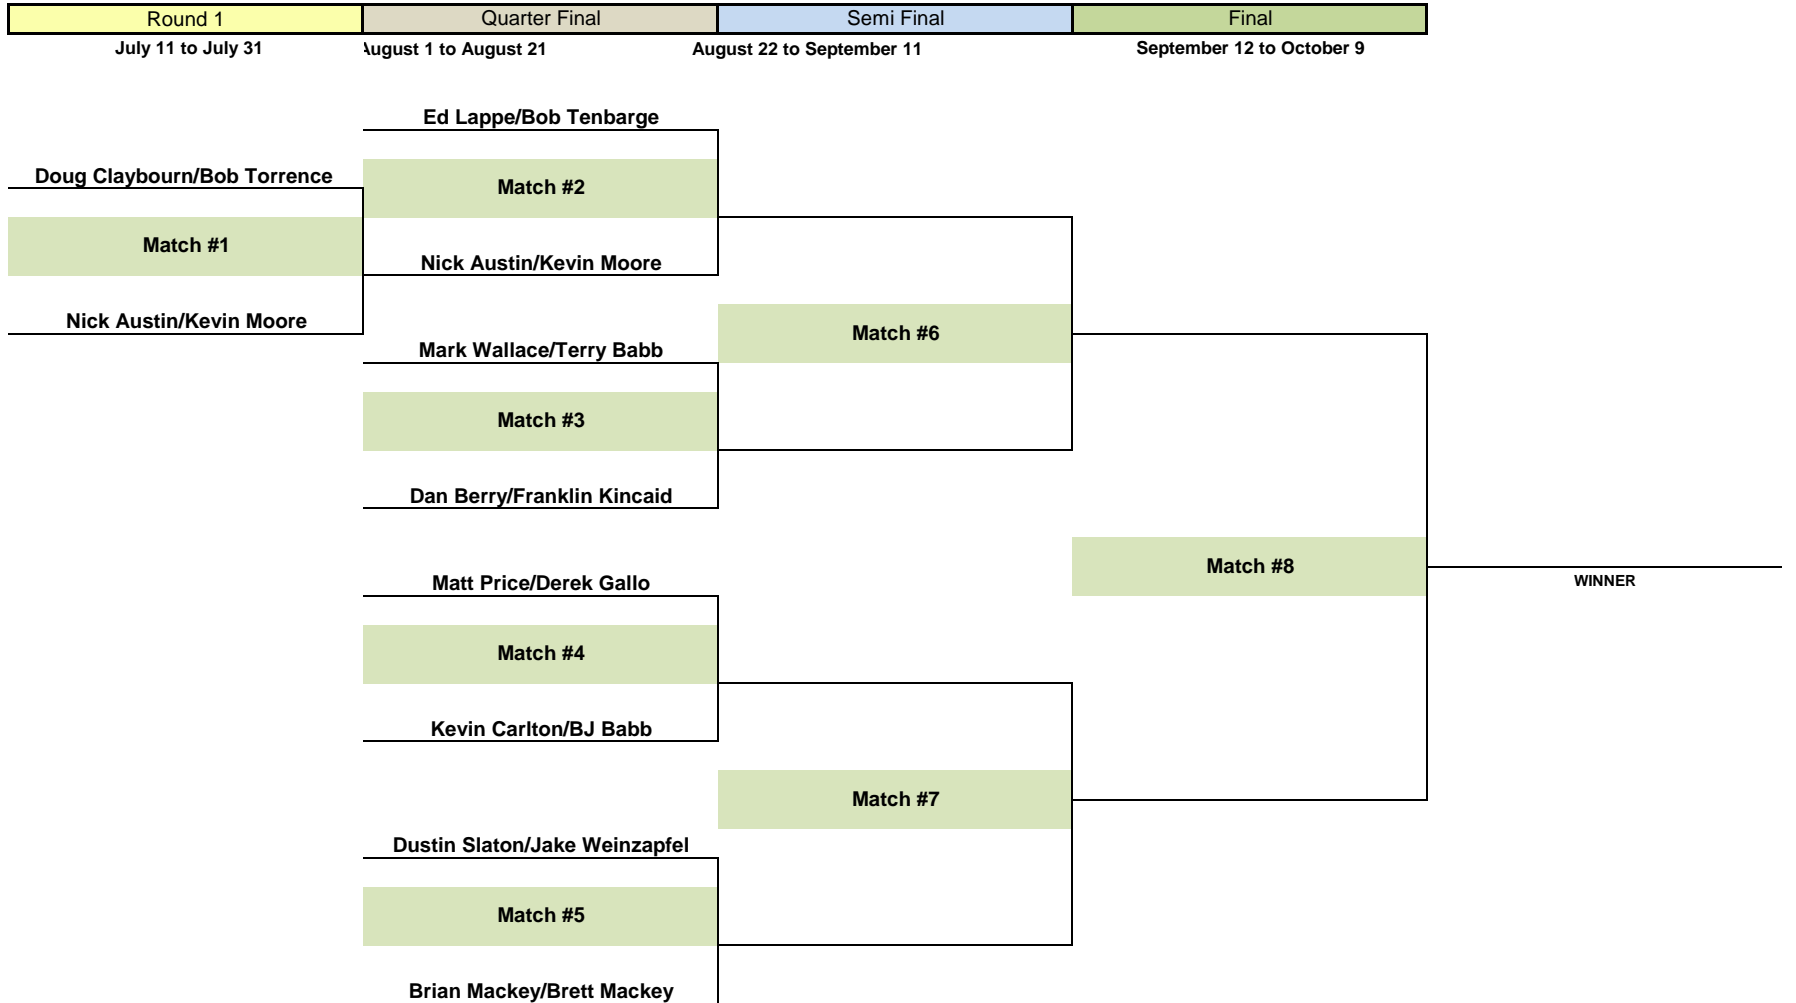 Round 1 Quarter Final Semi Final Final
July 11 to July 31 August 1 to August 21 August 22 to September 11 September 12 to October 9
Ed Lappe/Bob Tenbarge
Doug Claybourn/Bob Torrence
Match #2
Match #1
Nick Austin/Kevin Moore
Nick Austin/Kevin Moore
Match #6
Mark Wallace/Terry Babb
Match #3
Dan Berry/Franklin Kincaid
Match #8
Matt Price/Derek Gallo
WINNER
Match #4
Kevin Carlton/BJ Babb
Match #7
Dustin Slaton/Jake Weinzapfel
Match #5
Brian Mackey/Brett Mackey